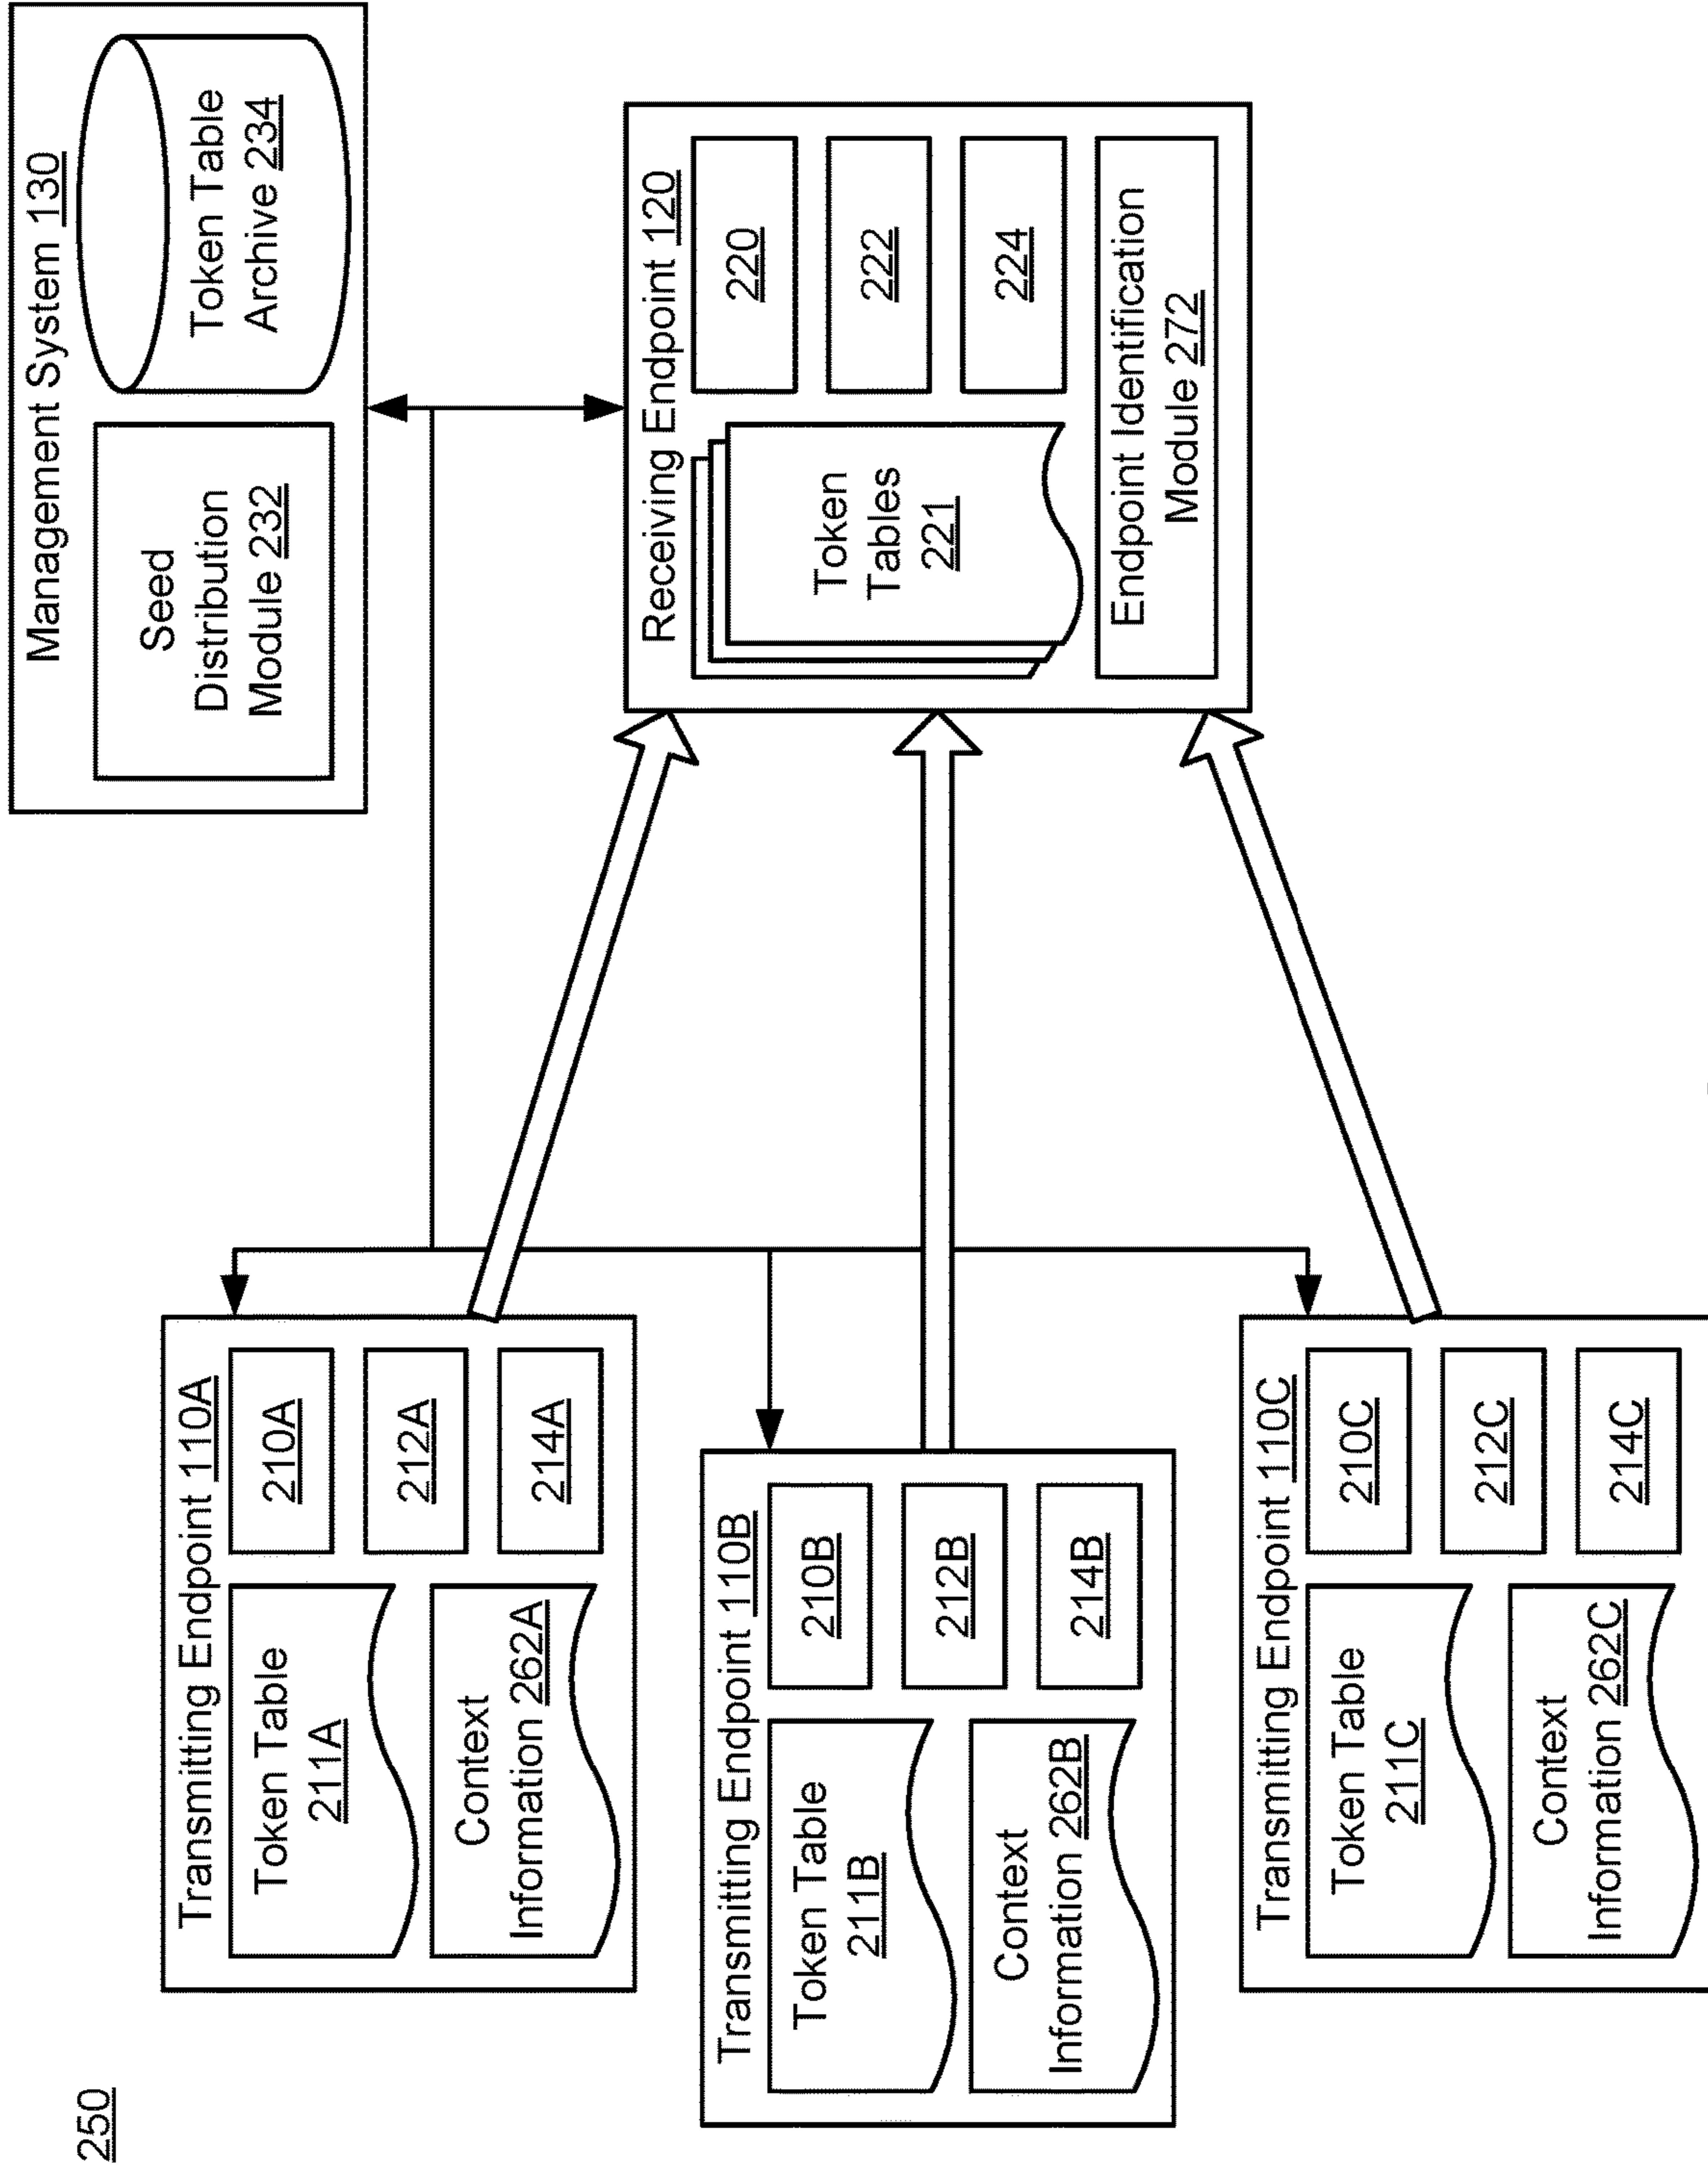 250
Transmitting Endpoint 110A
Token Table
211A
Context
Information 262A
210A
212A
214A
Transmitting Endpoint 110B
Token Table
211B
Context
Information 262B
210B
212B
214B
Transmitting Endpoint 110C
Token Table
211C
Context
Information 262C
210C
212C
214C
Management System 130
Seed
Distribution
Module 232
Token Table
Archive 234
Receiving Endpoint 120
Token
Tables
221
220
222
224
Endpoint Identification
Module 272